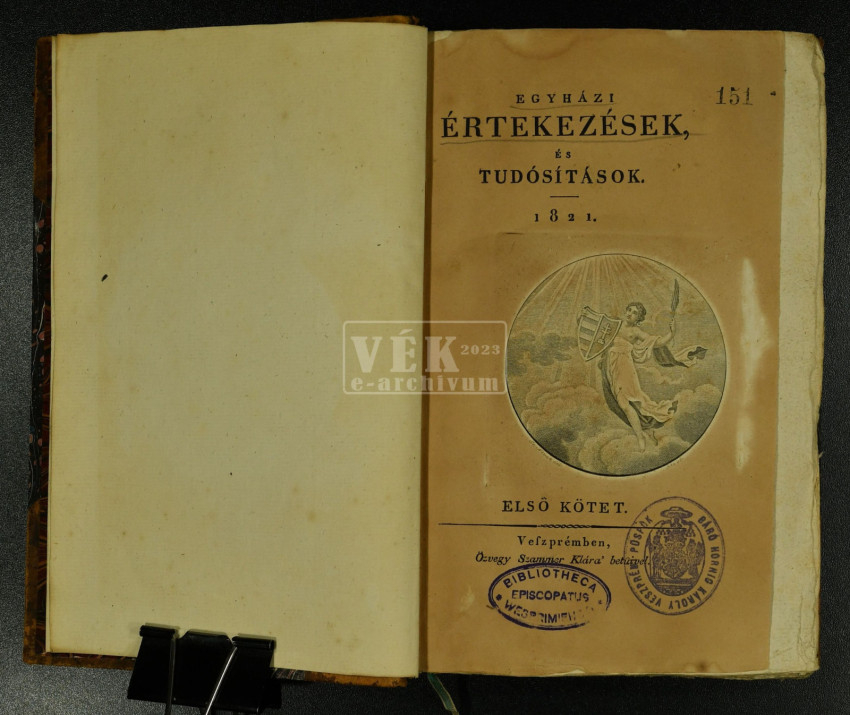 EGYHÁZI
151
ÉRTEKEZÉSEK,
ÉS
TUDÓSÍTÁSOK.
1821.
VÉK 2023
e-archívum
ELSŐ KÖTET.
Veſzprémben,
Özvegy Szammer Klára' betűivel.
BIBLIOTHECA
EPISCOPATUS
WESPRIMIENSIS
BÁRÓ HORNIG KÁROLY VESZPRÉMI PÜSPÖK